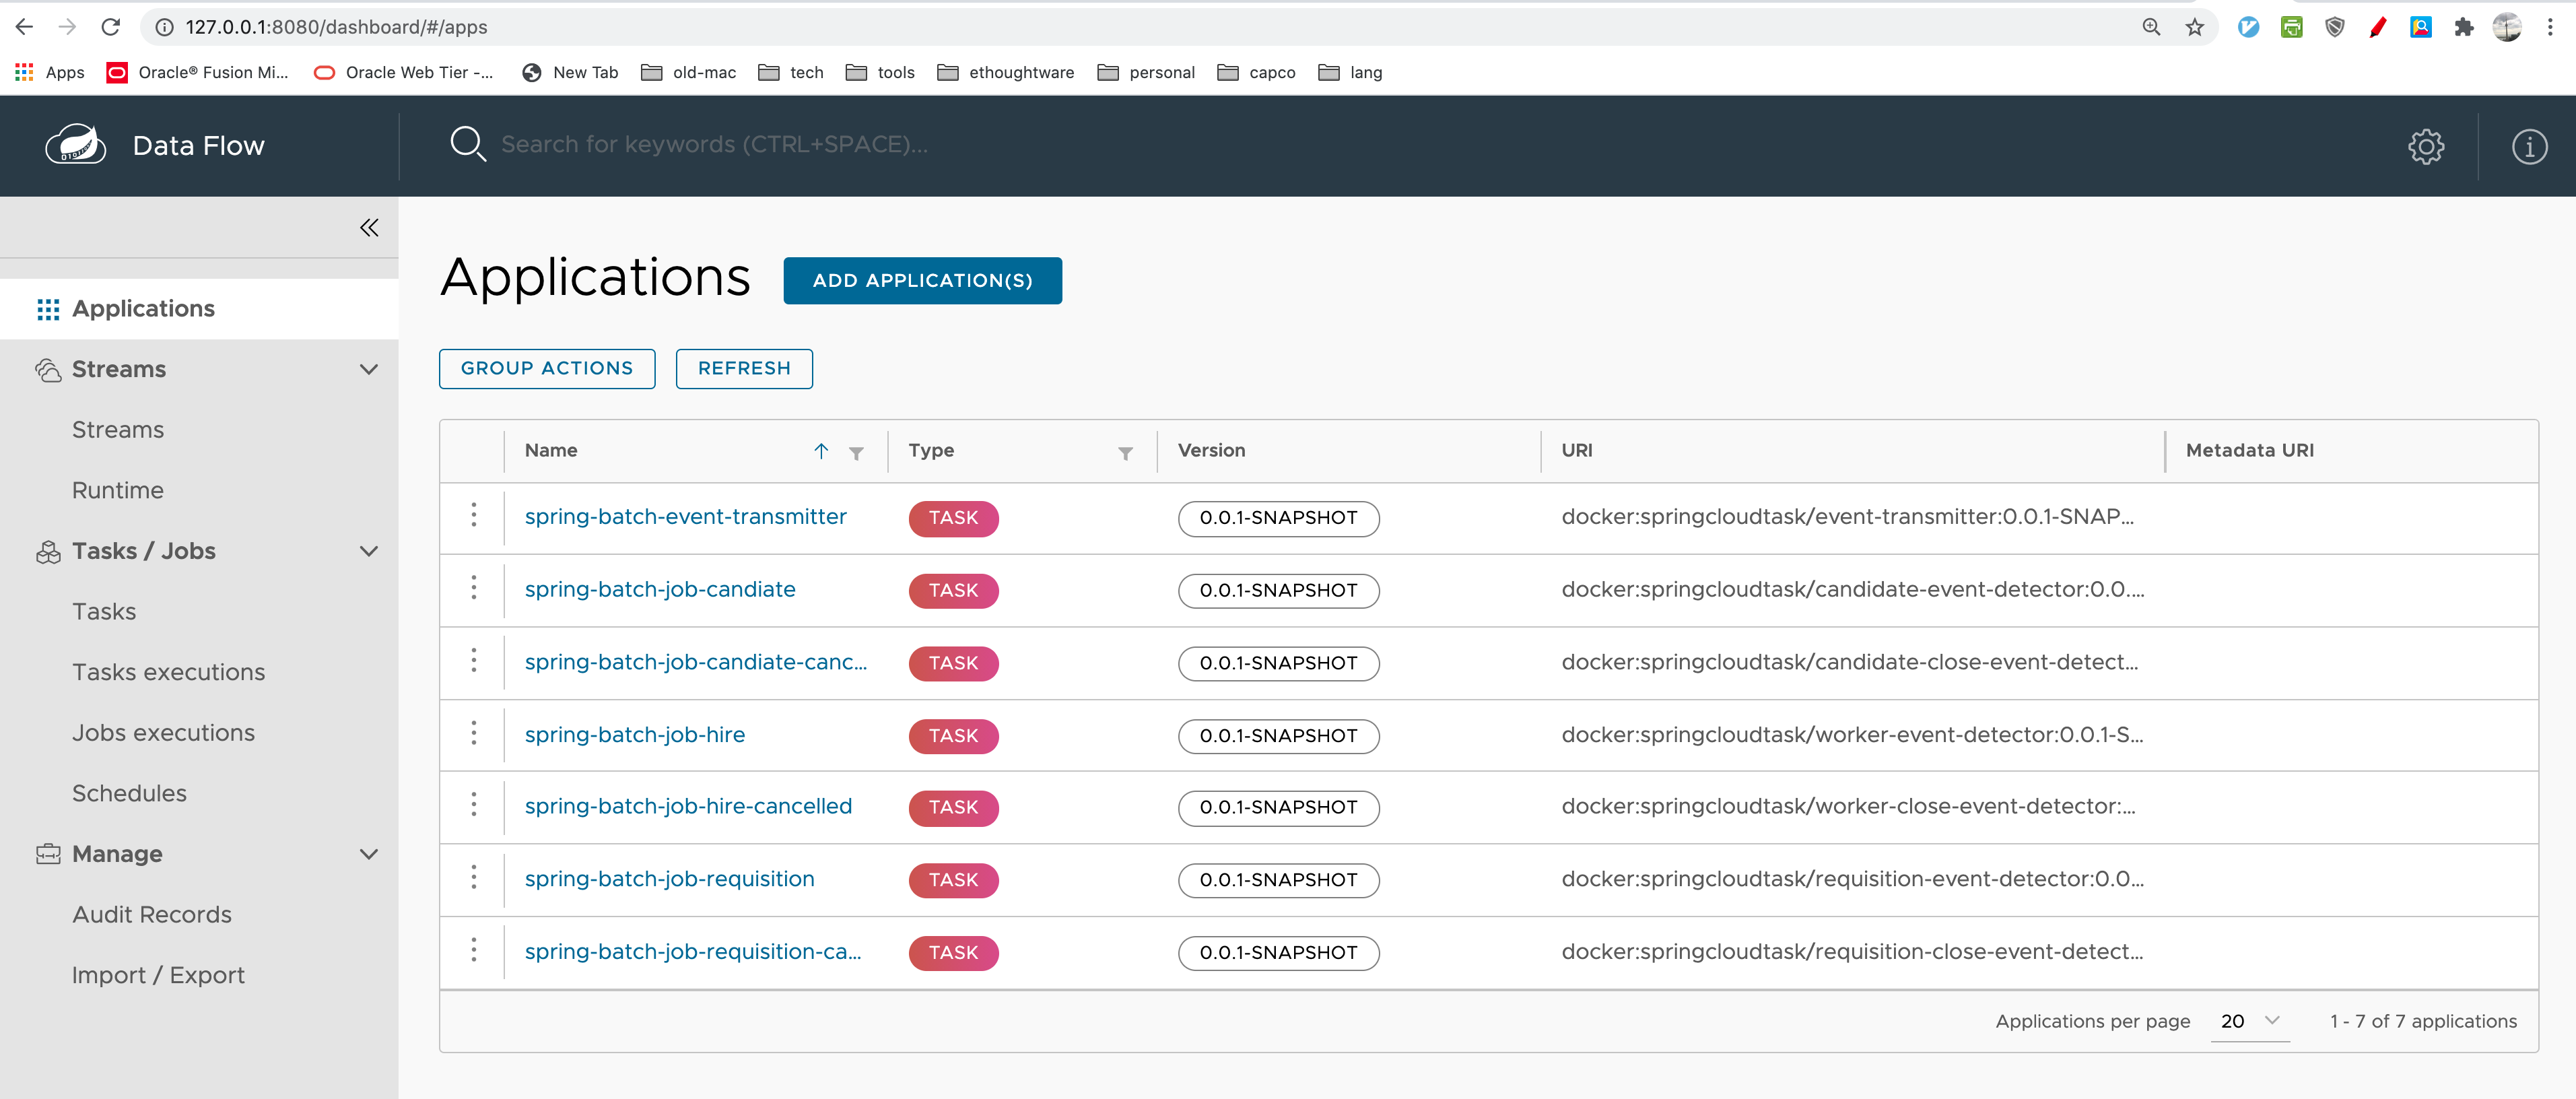 127.0.0.1:8080/dashboard/#/apps
Apps Oracle® Fusion Mi... Oracle Web Tier -... New Tab old-mac tech tools ethoughtware personal capco lang
Data Flow
Search for keywords (CTRL+SPACE)...
Applications
Streams
Streams
Runtime
Tasks / Jobs
Tasks
Tasks executions
Jobs executions
Schedules
Manage
Audit Records
Import / Export
Applications ADD APPLICATION(S)
GROUP ACTIONS REFRESH
Name Type Version URI Metadata URI
spring-batch-event-transmitter TASK 0.0.1-SNAPSHOT docker:springcloudtask/event-transmitter:0.0.1-SNAP...
spring-batch-job-candiate TASK 0.0.1-SNAPSHOT docker:springcloudtask/candidate-event-detector:0.0....
spring-batch-job-candiate-canc... TASK 0.0.1-SNAPSHOT docker:springcloudtask/candidate-close-event-detect...
spring-batch-job-hire TASK 0.0.1-SNAPSHOT docker:springcloudtask/worker-event-detector:0.0.1-S...
spring-batch-job-hire-cancelled TASK 0.0.1-SNAPSHOT docker:springcloudtask/worker-close-event-detector:...
spring-batch-job-requisition TASK 0.0.1-SNAPSHOT docker:springcloudtask/requisition-event-detector:0.0...
spring-batch-job-requisition-ca... TASK 0.0.1-SNAPSHOT docker:springcloudtask/requisition-close-event-detect...
Applications per page 20 1 - 7 of 7 applications